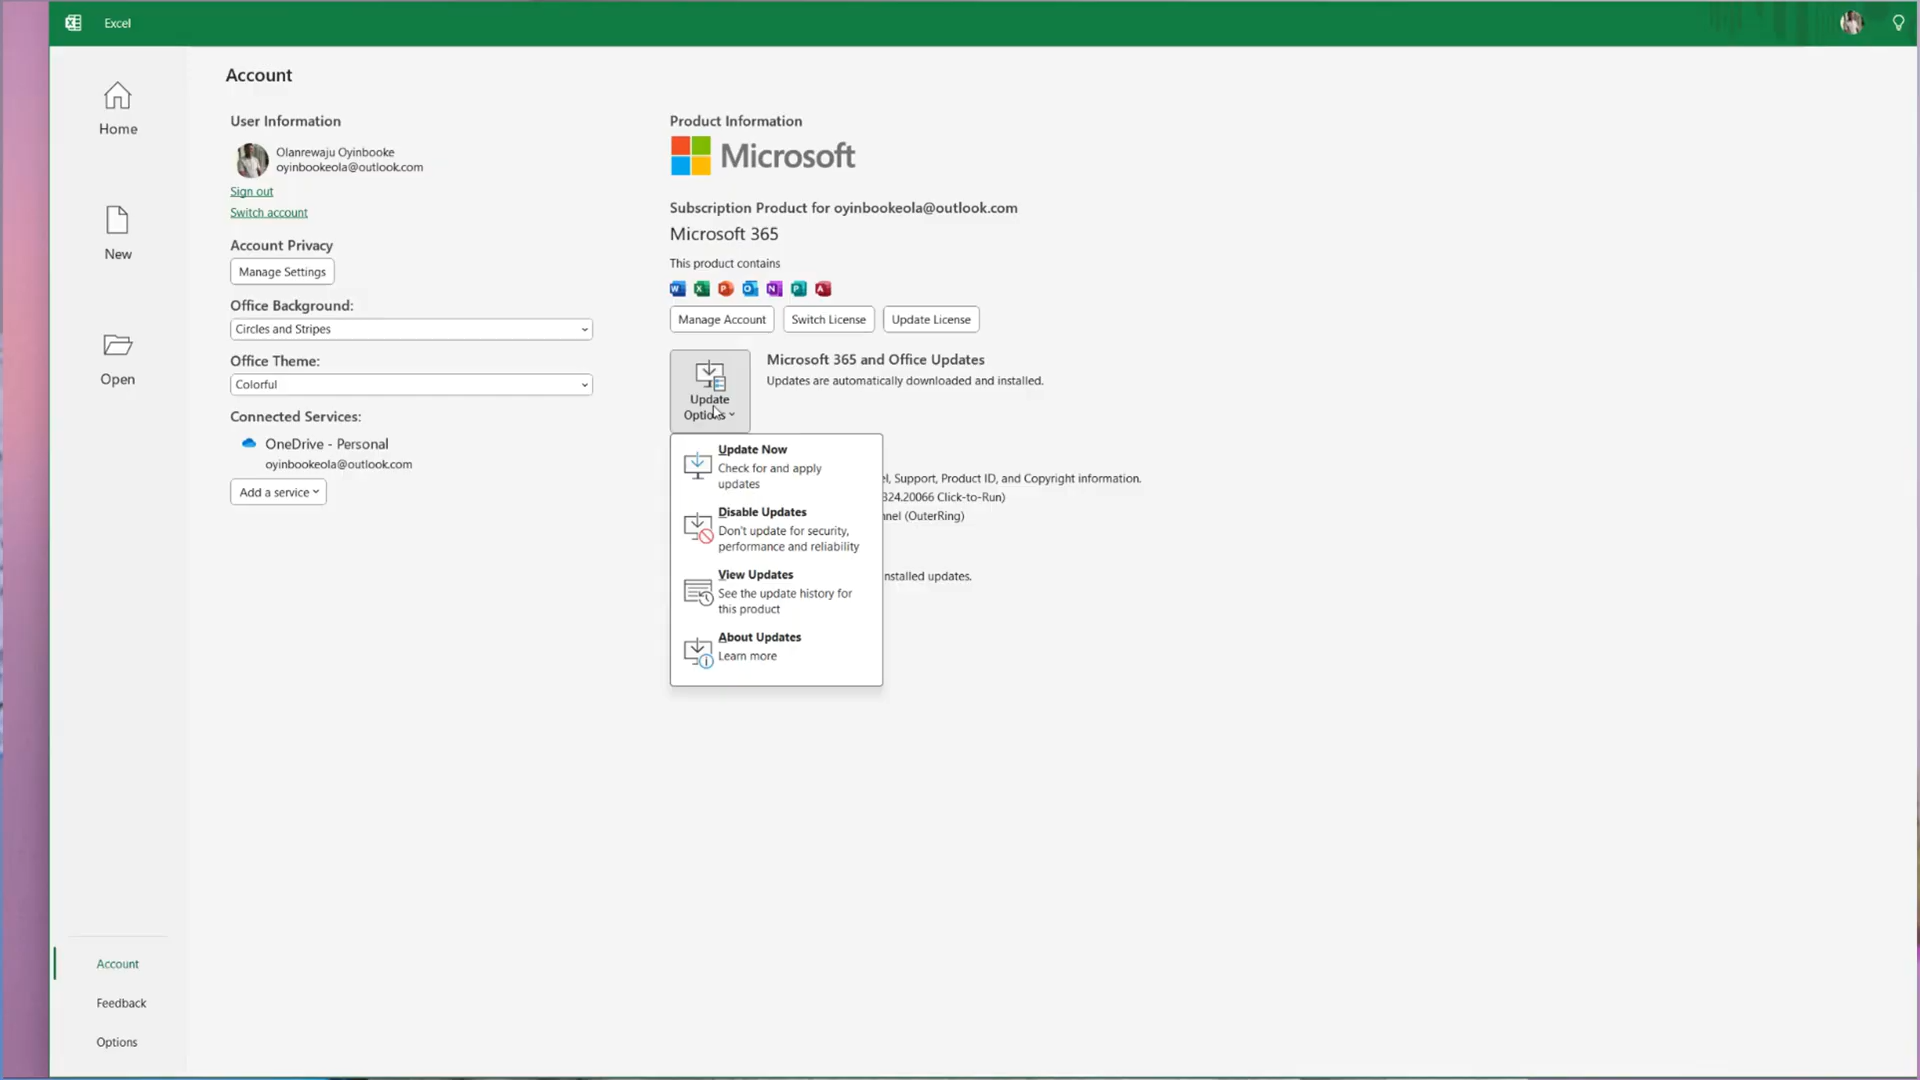 Excel
Home
New
Open
Account
Feedback
Options
Account
User Information
Olanrewaju Oyinbooke
oyinbookeola@outlook.com
Sign out
Switch account
Account Privacy
Manage Settings
Office Background:
Circles and Stripes
Office Theme:
Colorful
Connected Services:
OneDrive - Personal
oyinbookeola@outlook.com
Add a service
Product Information
Microsoft
Subscription Product for oyinbookeola@outlook.com
Microsoft 365
This product contains
Manage Account Switch License Update License
Update
Options
Microsoft 365 and Office Updates
Updates are automatically downloaded and installed.
Update Now
Check for and apply
updates
Disable Updates
Don't update for security,
performance and reliability
View Updates
See the update history for
this product
About Updates
Learn more
Support, Product ID, and Copyright information.
324.20066 Click-to-Run)
(OuterRing)
updates.